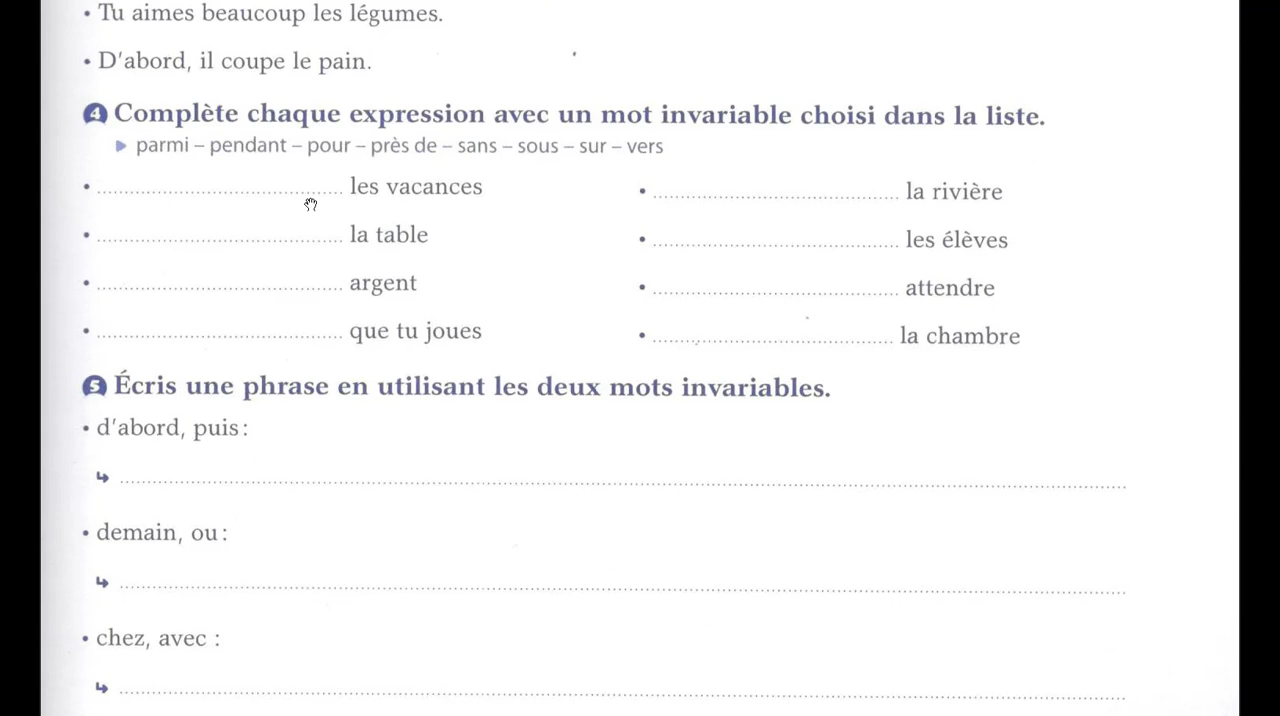 • Tu aimes beaucoup les légumes.
• D'abord, il coupe le pain.
4 Complète chaque expression avec un mot invariable choisi dans la liste.
▶ parmi – pendant – pour – près de – sans – sous – sur – vers
• ........................................ les vacances
• ........................................ la rivière
• ........................................ la table
• ........................................ les élèves
• ........................................ argent
• ........................................ attendre
• ........................................ que tu joues
• ........................................ la chambre
5 Écris une phrase en utilisant les deux mots invariables.
• d'abord, puis :
↳ ........................................
• demain, ou :
↳ ........................................
• chez, avec :
↳ ........................................